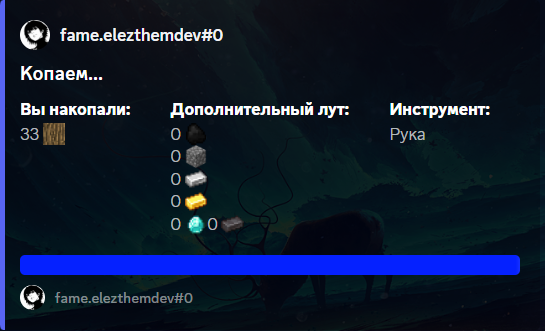 fame.elezthemdev#0
Копаем...
Вы накопали: Дополнительный лут: Инструмент:
33 0 Рука
0
0
0
0 0
fame.elezthemdev#0